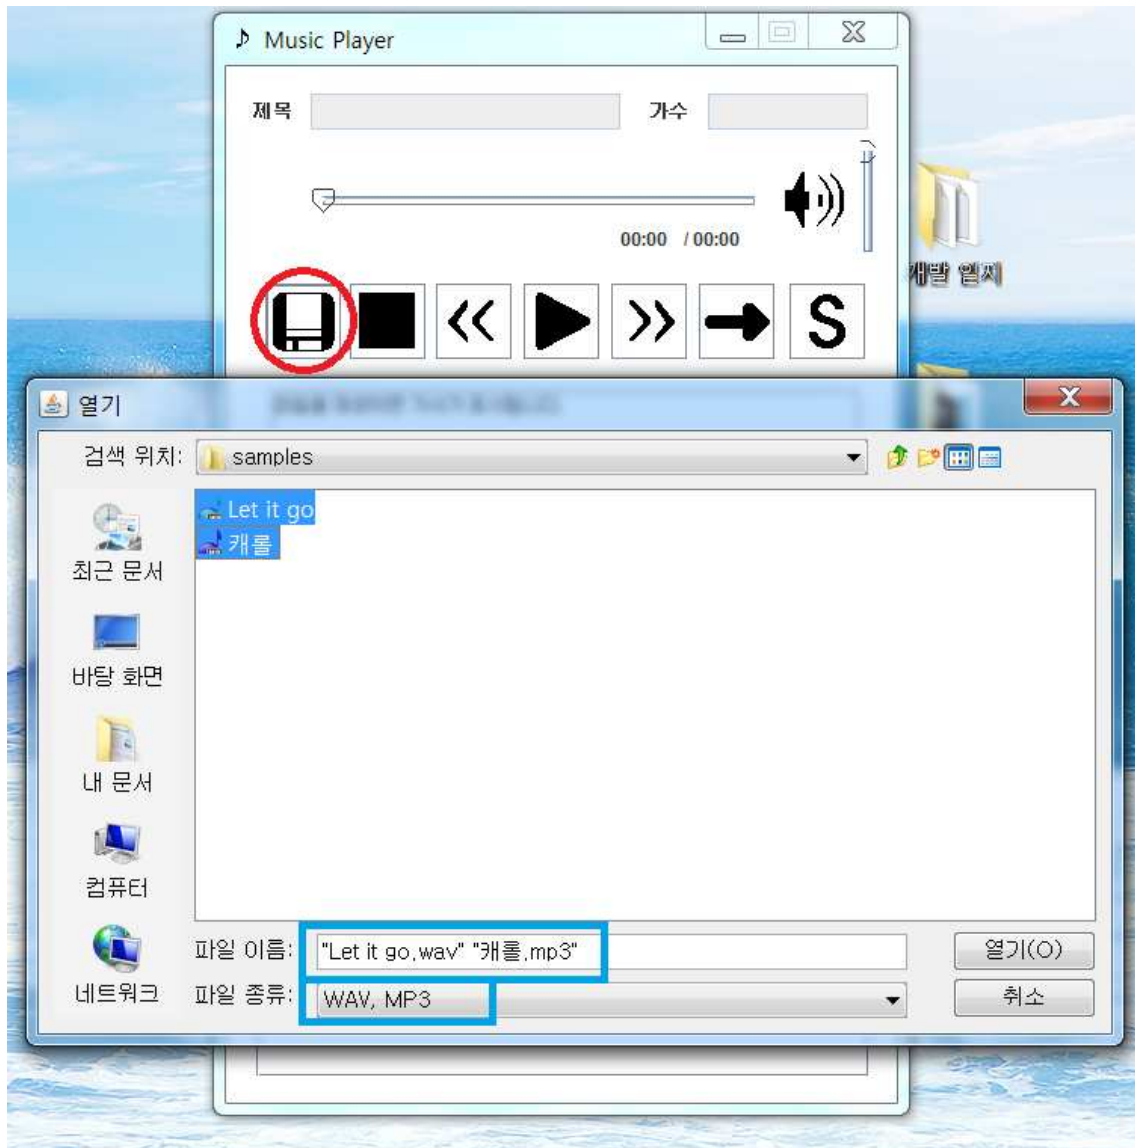 Music Player
제목
가수
00:00 / 00:00
개발 일지
S
열기
검색 위치: samples
Let it go
캐롤
최근 문서
바탕 화면
내 문서
컴퓨터
네트워크
파일 이름: "Let it go.wav" "캐롤.mp3"
열기(O)
파일 종류: WAV, MP3
취소